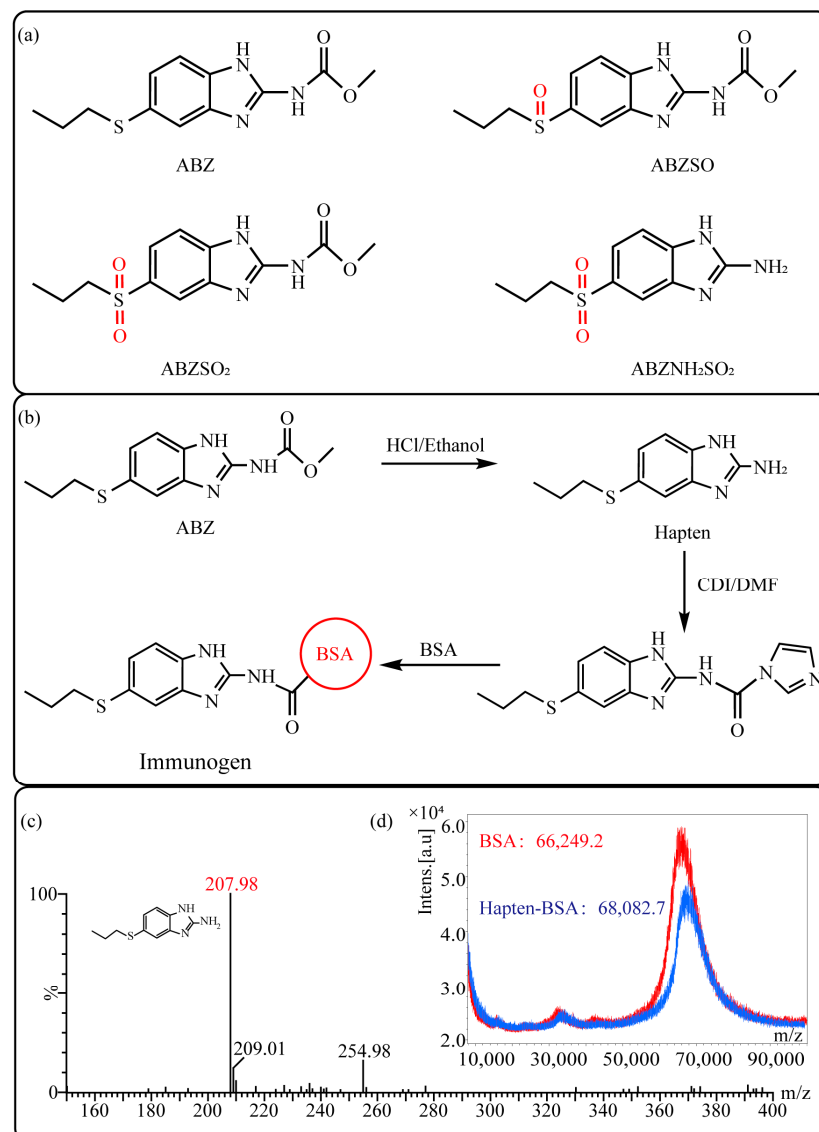 (a)
H
N
N
NH
O
O
S
ABZ
H
N
N
NH
O
O
O
S
ABZSO
H
N
N
NH
O
O
O
S
O
ABZSO₂
H
N
N
NH₂
O
S
O
ABZNH₂SO₂
(b)
NH
N
NH
O
O
S
ABZ
HCl/Ethanol
NH
N
NH₂
S
Hapten
CDI/DMF
H
N
N
H
N
O
N
N
S
BSA
NH
N
NH
O
BSA
S
Immunogen
(c)
207.98
NH
N
NH₂
S
209.01
254.98
100
%
0
160 180 200 220 240 260 280 300 320 340 360 380 400
m/z
(d)
×10⁴
Intens.[a.u]
6.0
5.0
4.0
3.0
2.0
BSA: 66,249.2
Hapten-BSA: 68,082.7
m/z
10,000 30,000 50,000 70,000 90,000